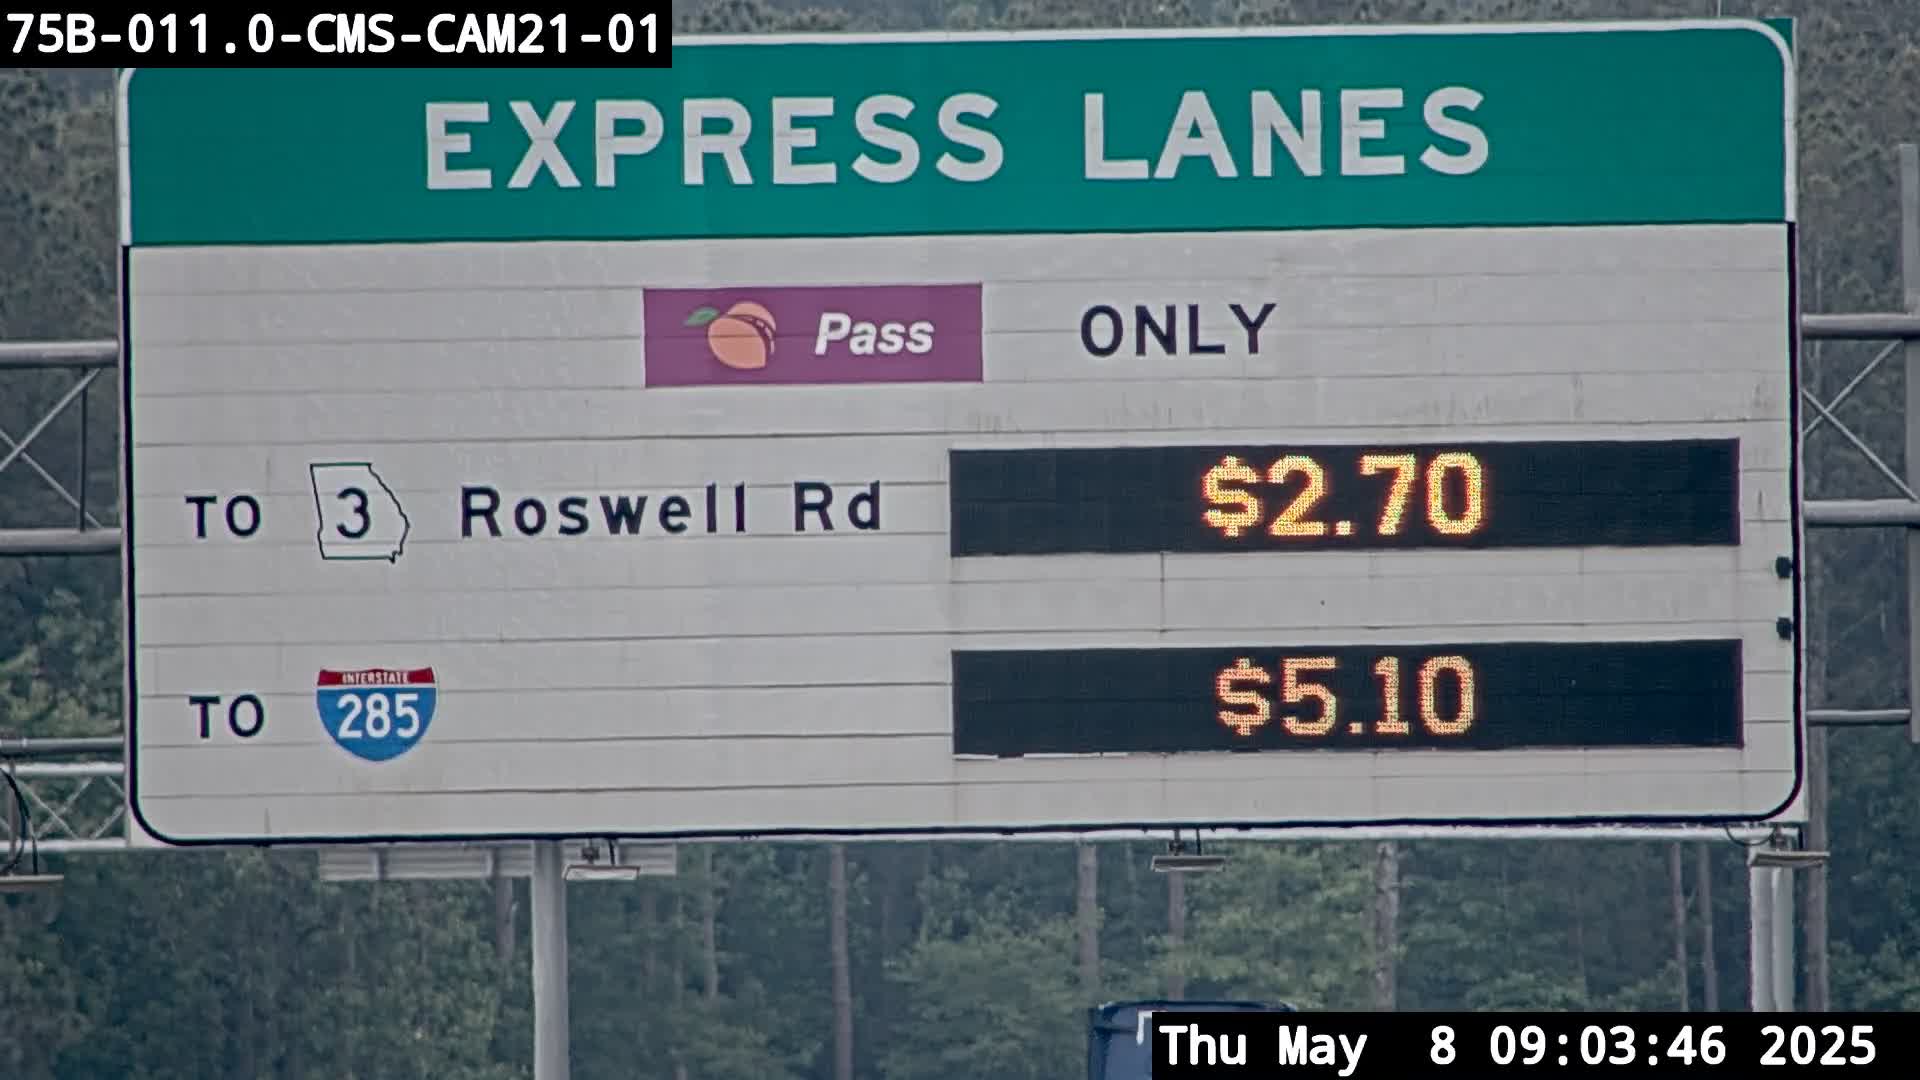 75B-011.0-CMS-CAM21-01
EXPRESS LANES
Pass ONLY
TO 3 Roswell Rd $2.70
TO INTERSTATE 285 $5.10
Thu May 8 09:03:46 2025